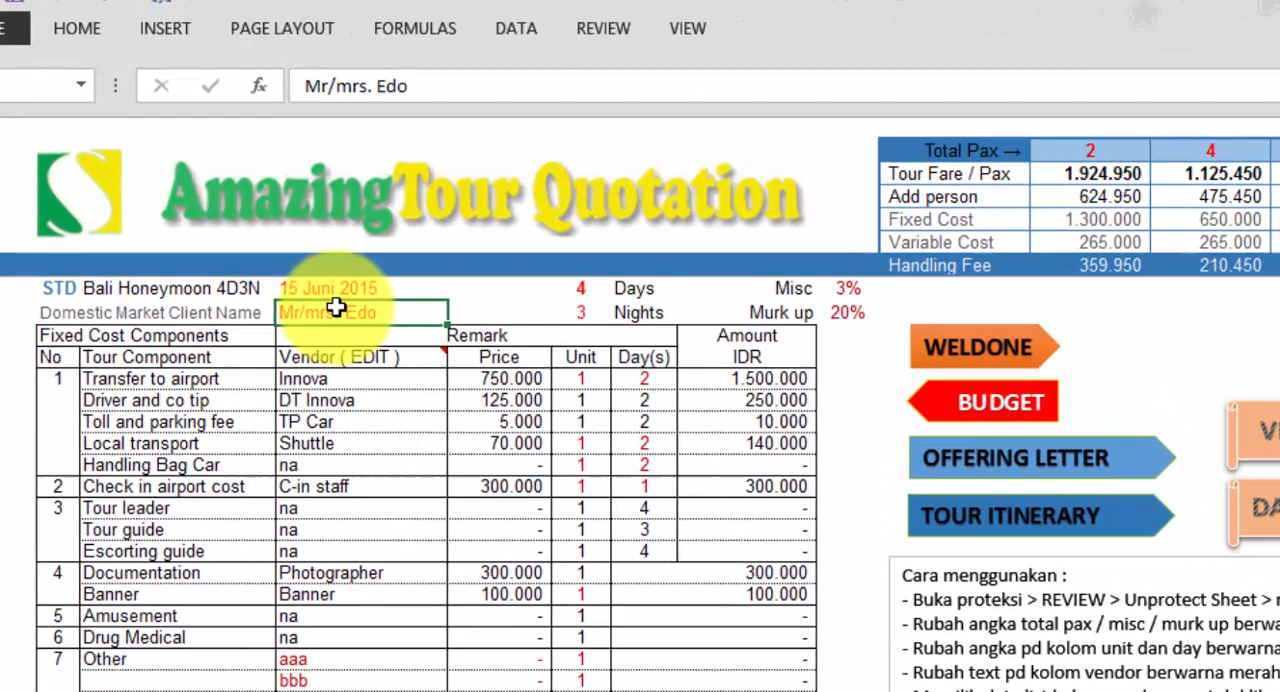 HOME INSERT PAGE LAYOUT FORMULAS DATA REVIEW VIEW
fx Mr/mrs. Edo
AmazingTour Quotation
Total Pax → 2 4
Tour Fare / Pax 1.924.950 1.125.450
Add person 624.950 475.450
Fixed Cost 1.300.000 650.000
Variable Cost 265.000 265.000
Handling Fee 359.950 210.450
STD Bali Honeymoon 4D3N 15 Juni 2015 4 Days Misc 3%
Domestic Market Client Name Mr/mrs. Edo 3 Nights Murk up 20%
Fixed Cost Components Remark Amount
No Tour Component Vendor ( EDIT ) Price Unit Day(s) IDR
1 Transfer to airport Innova 750.000 1 2 1.500.000
Driver and co tip DT Innova 125.000 1 2 250.000
Toll and parking fee TP Car 5.000 1 2 10.000
Local transport Shuttle 70.000 1 2 140.000
Handling Bag Car na - 1 2 -
2 Check in airport cost C-in staff 300.000 1 1 300.000
3 Tour leader na - 1 4 -
Tour guide na - 1 3 -
Escorting guide na - 1 4 -
4 Documentation Photographer 300.000 1 300.000
Banner Banner 100.000 1 100.000
5 Amusement na - 1 -
6 Drug Medical na - 1 -
7 Other aaa - 1 -
bbb - 1 -
WELDONE
BUDGET
OFFERING LETTER
TOUR ITINERARY
Cara menggunakan :
- Buka proteksi > REVIEW > Unprotect Sheet >
- Rubah angka total pax / misc / murk up
- Rubah angka pd kolom unit dan day berwarna
- Rubah text pd kolom vendor berwarna merah